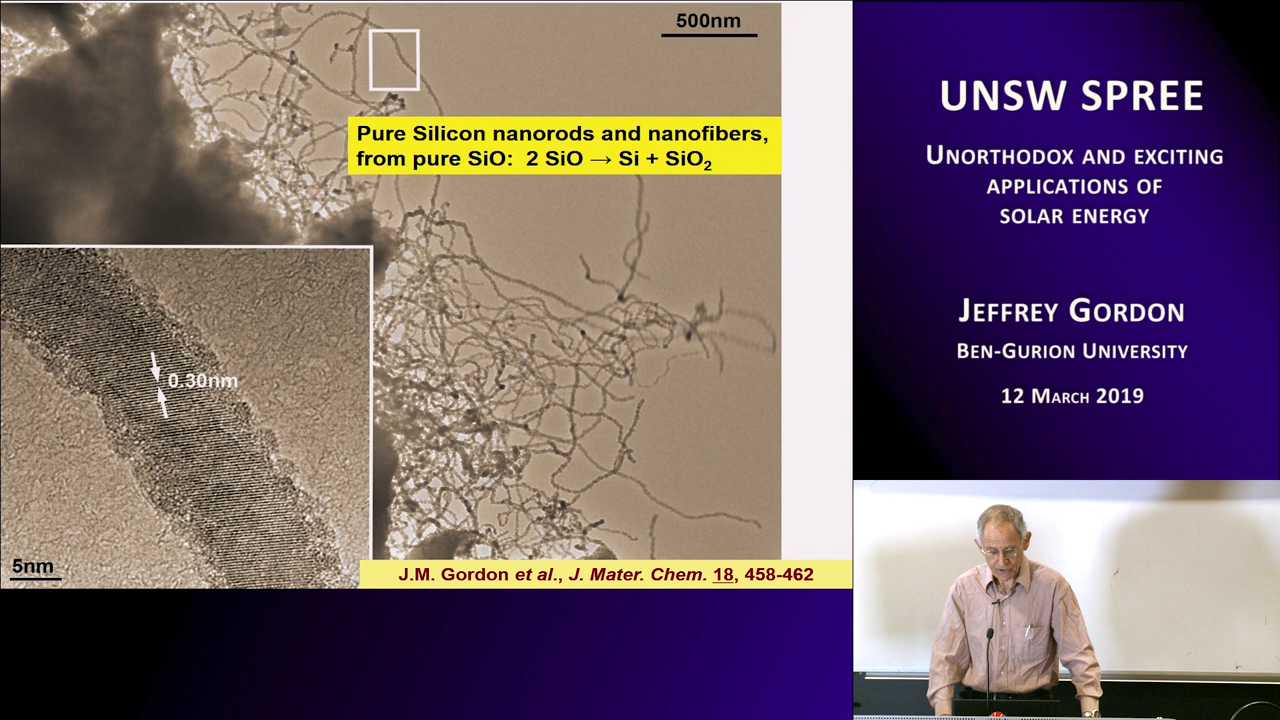 500nm
Pure Silicon nanorods and nanofibers,
from pure SiO: 2 SiO → Si + SiO₂
0.30nm
5nm
J.M. Gordon et al., J. Mater. Chem. 18, 458-462
UNSW SPREE
UNORTHODOX AND EXCITING
APPLICATIONS OF
SOLAR ENERGY
JEFFREY GORDON
BEN-GURION UNIVERSITY
12 MARCH 2019